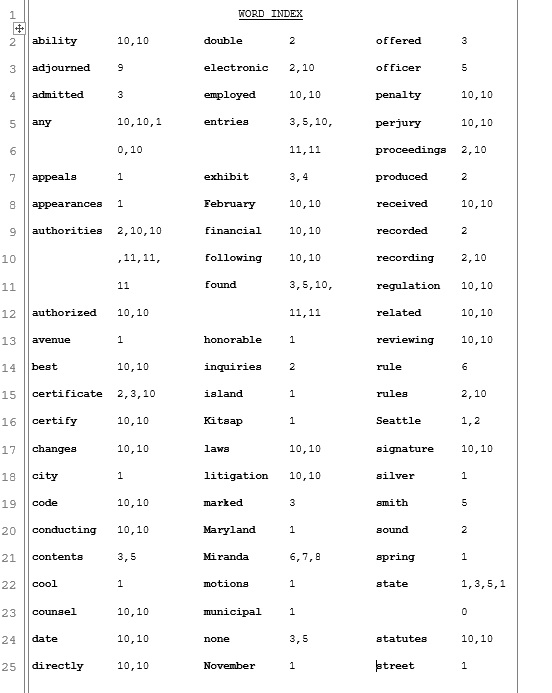 1 WORD INDEX
2 ability 10,10 double 2 offered 3
3 adjourned 9 electronic 2,10 officer 5
4 admitted 3 employed 10,10 penalty 10,10
5 any 10,10,1 entries 3,5,10, perjury 10,10
6 0,10 11,11 proceedings 2,10
7 appeals 1 exhibit 3,4 produced 2
8 appearances 1 February 10,10 received 10,10
9 authorities 2,10,10 financial 10,10 recorded 2
10 ,11,11, following 10,10 recording 2,10
11 11 found 3,5,10, regulation 10,10
12 authorized 10,10 11,11 related 10,10
13 avenue 1 honorable 1 reviewing 10,10
14 best 10,10 inquiries 2 rule 6
15 certificate 2,3,10 island 1 rules 2,10
16 certify 10,10 Kitsap 1 Seattle 1,2
17 changes 10,10 laws 10,10 signature 10,10
18 city 1 litigation 10,10 silver 1
19 code 10,10 marked 3 smith 5
20 conducting 10,10 Maryland 1 sound 2
21 contents 3,5 Miranda 6,7,8 spring 1
22 cool 1 motions 1 state 1,3,5,1
23 counsel 10,10 municipal 1 0
24 date 10,10 none 3,5 statutes 10,10
25 directly 10,10 November 1 street 1